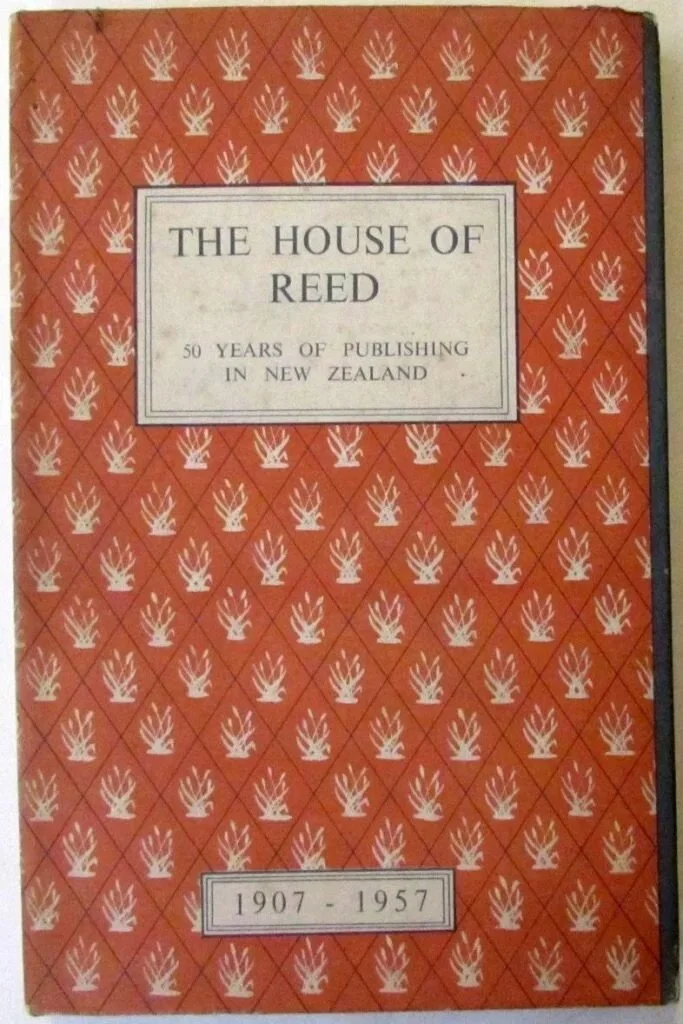 THE HOUSE OF
REED
50 YEARS OF PUBLISHING
IN NEW ZEALAND
1907 - 1957